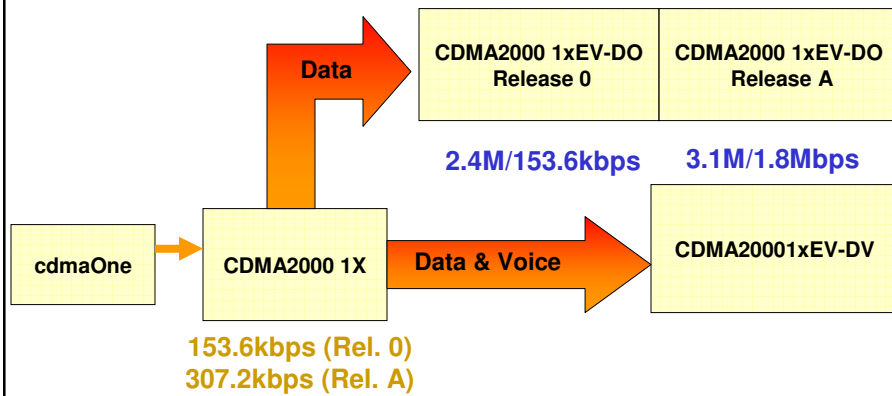 CDMA2000 1xEV-DO
Release 0
CDMA2000 1xEV-DO
Release A
Data
2.4M/153.6kbps
3.1M/1.8Mbps
cdmaOne
CDMA2000 1X
Data & Voice
CDMA20001xEV-DV
153.6kbps (Rel. 0)
307.2kbps (Rel. A)